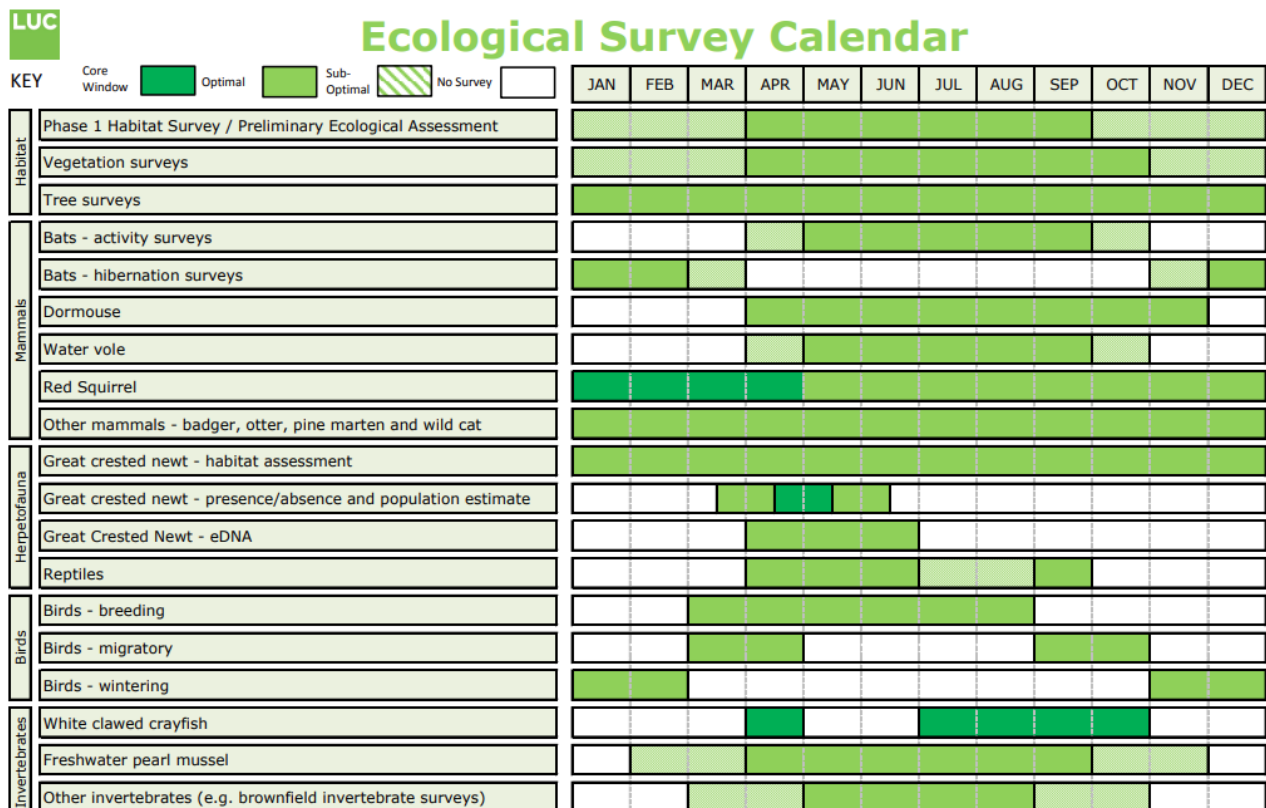 LUC
Ecological Survey Calendar
KEY
Core
Window
Optimal
Sub-
Optimal
No Survey
JAN FEB MAR APR MAY JUN JUL AUG SEP OCT NOV DEC
Habitat
Phase 1 Habitat Survey / Preliminary Ecological Assessment
Vegetation surveys
Tree surveys
Mammals
Bats - activity surveys
Bats - hibernation surveys
Dormouse
Water vole
Red Squirrel
Other mammals - badger, otter, pine marten and wild cat
Herpetofauna
Great crested newt - habitat assessment
Great crested newt - presence/absence and population estimate
Great Crested Newt - eDNA
Reptiles
Birds
Birds - breeding
Birds - migratory
Birds - wintering
Invertebrates
White clawed crayfish
Freshwater pearl mussel
Other invertebrates (e.g. brownfield invertebrate surveys)